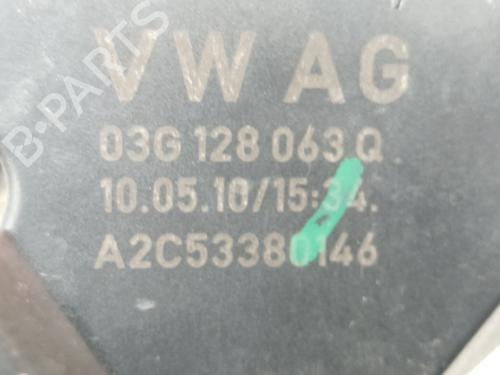 B-PARTS
VW AG
03G 128 063 Q
10.05.10/15:34.
A2C53380146